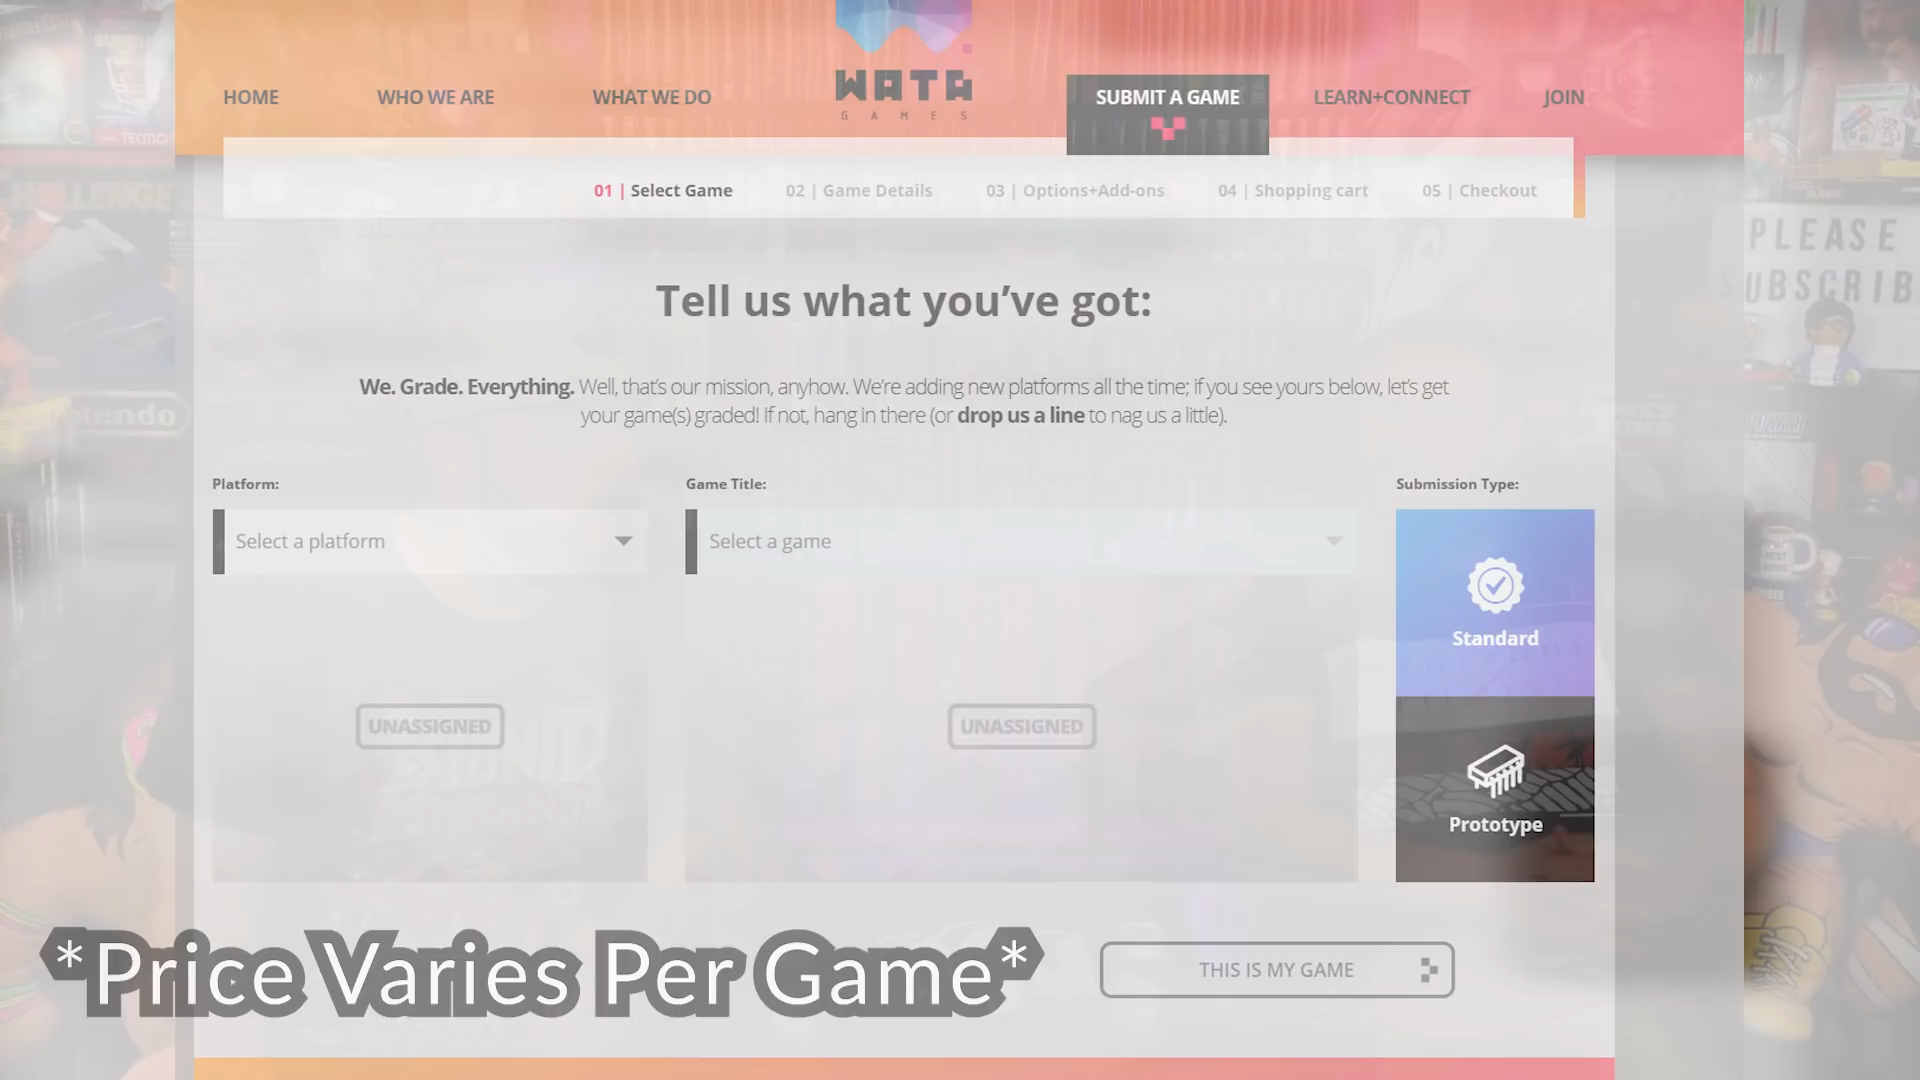 HOME
WHO WE ARE
WHAT WE DO
WATA
GAMES
SUBMIT A GAME
LEARN+CONNECT
JOIN
01 | Select Game
02 | Game Details
03 | Options+Add-ons
04 | Shopping cart
05 | Checkout
Tell us what you've got:
We. Grade. Everything. Well, that's our mission, anyhow. We're adding new platforms all the time; if you see yours below, let's get
your game(s) graded! If not, hang in there (or drop us a line to nag us a little).
Platform:
Game Title:
Submission Type:
Select a platform
Select a game
Standard
UNASSIGNED
UNASSIGNED
Prototype
*Price Varies Per Game*
THIS IS MY GAME
PLEASE
SUBSCRIB
TECMO